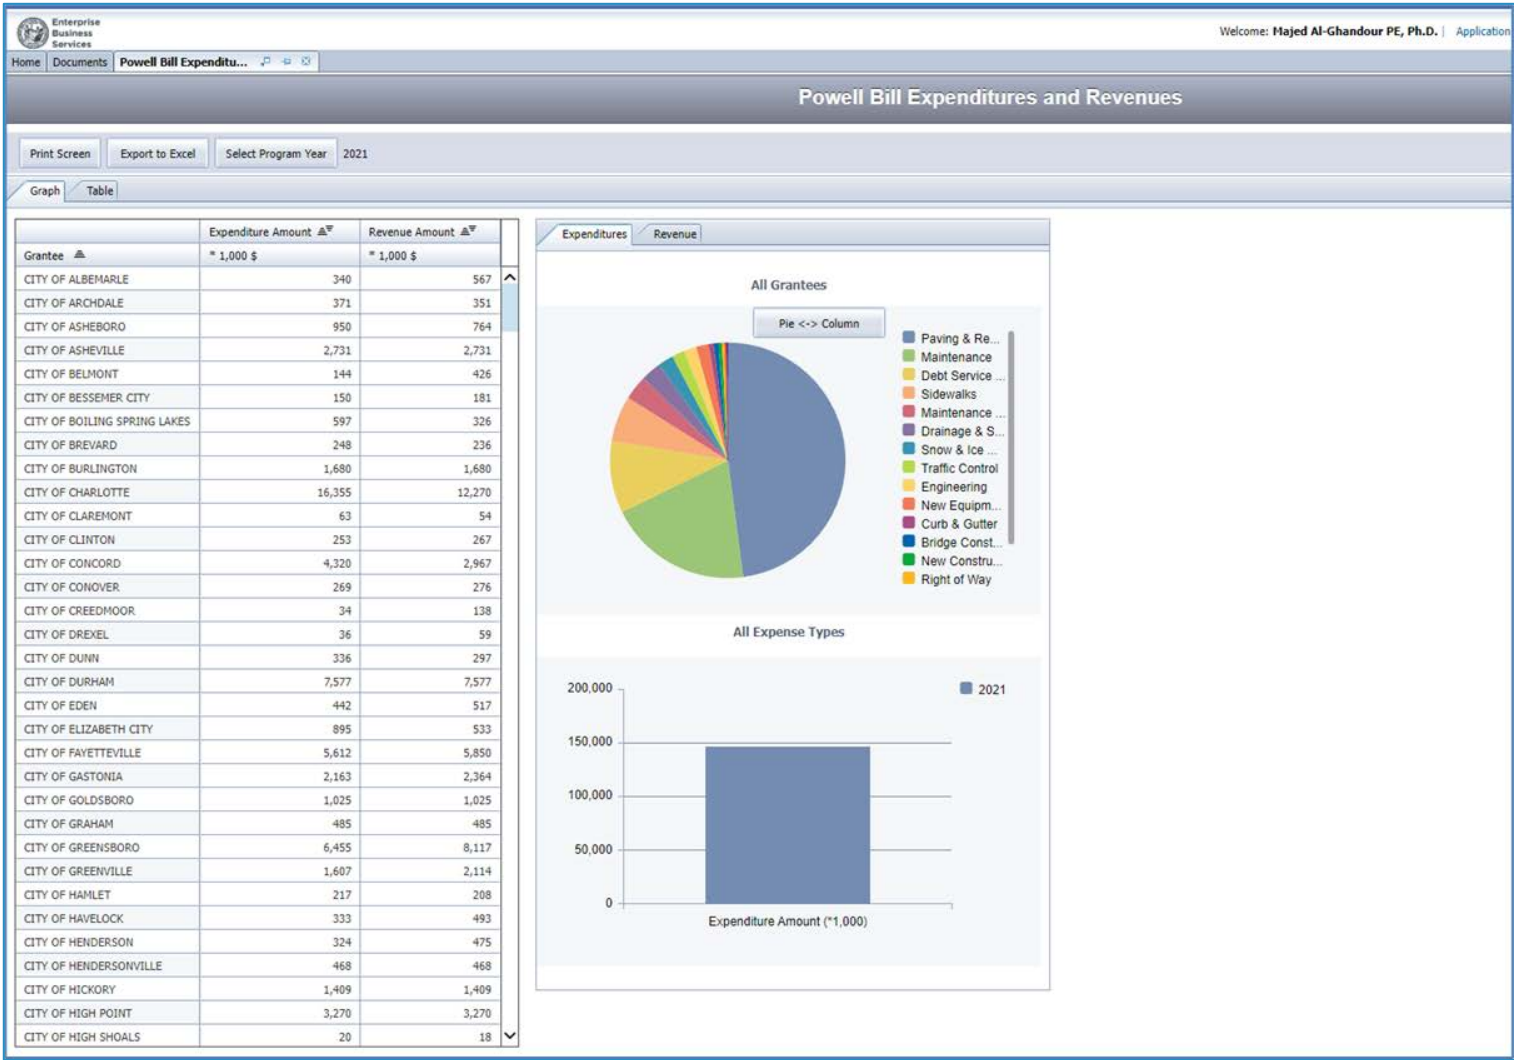 Enterprise
Business
Services
Welcome: Majed Al-Ghandour PE, Ph.D. | Application
Home Documents Powell Bill Expenditu...
Powell Bill Expenditures and Revenues
Print Screen Export to Excel Select Program Year 2021
Graph Table
Expenditure Amount Revenue Amount
Grantee * 1,000 $ * 1,000 $
CITY OF ALBEMARLE 340 567
CITY OF ARCHDALE 371 351
CITY OF ASHEBORO 950 764
CITY OF ASHEVILLE 2,731 2,731
CITY OF BELMONT 144 426
CITY OF BESSEMER CITY 150 181
CITY OF BOILING SPRING LAKES 597 326
CITY OF BREVARD 248 236
CITY OF BURLINGTON 1,680 1,680
CITY OF CHARLOTTE 16,355 12,270
CITY OF CLAREMONT 63 54
CITY OF CLINTON 253 267
CITY OF CONCORD 4,320 2,967
CITY OF CONOVER 269 276
CITY OF CREEDMOOR 34 138
CITY OF DREXEL 36 59
CITY OF DUNN 336 297
CITY OF DURHAM 7,577 7,577
CITY OF EDEN 442 517
CITY OF ELIZABETH CITY 895 533
CITY OF FAYETTEVILLE 5,612 5,850
CITY OF GASTONIA 2,163 2,364
CITY OF GOLDSBORO 1,025 1,025
CITY OF GRAHAM 485 485
CITY OF GREENSBORO 6,455 8,117
CITY OF GREENVILLE 1,607 2,114
CITY OF HAMLET 217 208
CITY OF HAVELOCK 333 493
CITY OF HENDERSON 324 475
CITY OF HENDERSONVILLE 468 468
CITY OF HICKORY 1,409 1,409
CITY OF HIGH POINT 3,270 3,270
CITY OF HIGH SHOALS 20 18
Expenditures Revenue
All Grantees
Pie <-> Column
Paving & Re...
Maintenance
Debt Service ...
Sidewalks
Maintenance ...
Drainage & S...
Snow & Ice ...
Traffic Control
Engineering
New Equipm...
Curb & Gutter
Bridge Const...
New Constru...
Right of Way
All Expense Types
200,000
150,000
100,000
50,000
0
2021
Expenditure Amount (*1,000)